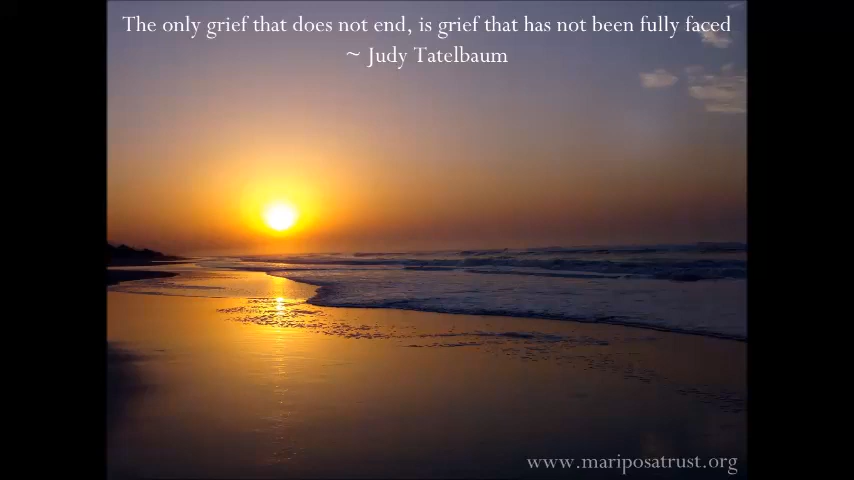 The only grief that does not end, is grief that has not been fully faced
~ Judy Tatelbaum
www.mariposatrust.org